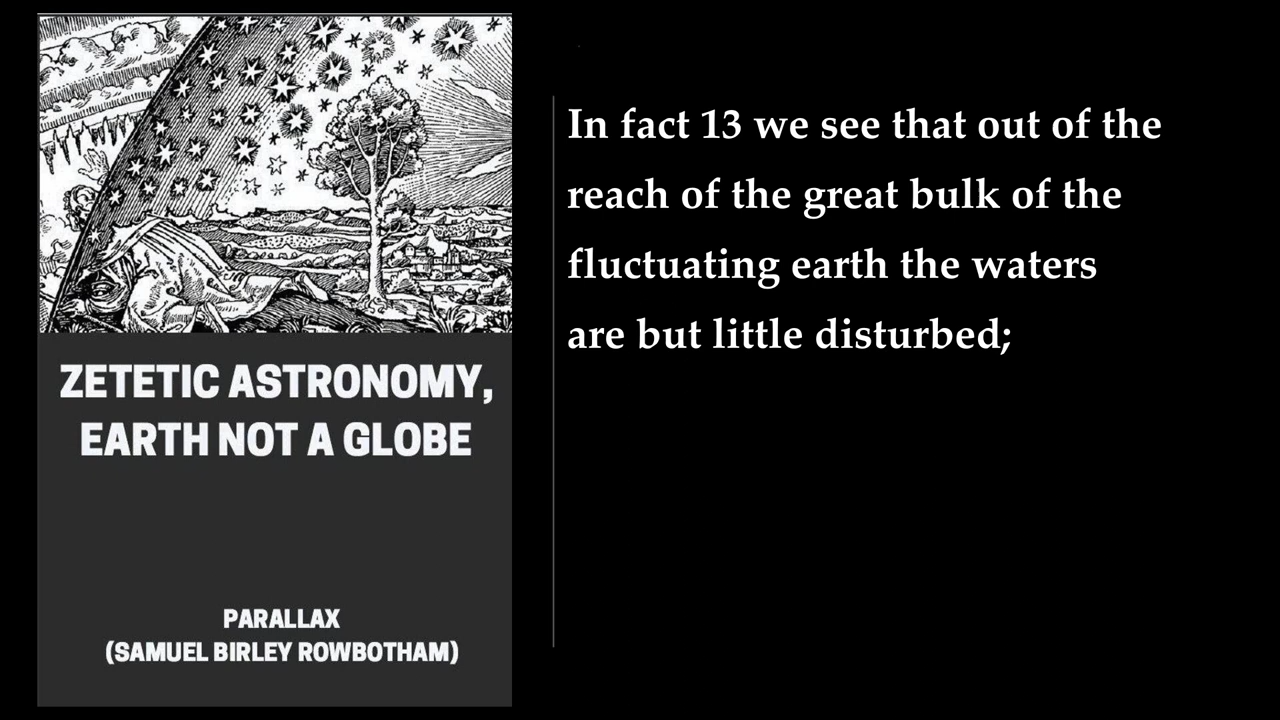 ZETETIC ASTRONOMY,
EARTH NOT A GLOBE
PARALLAX
(SAMUEL BIRLEY ROWBOTHAM)
In fact 13 we see that out of the
reach of the great bulk of the
fluctuating earth the waters
are but little disturbed;